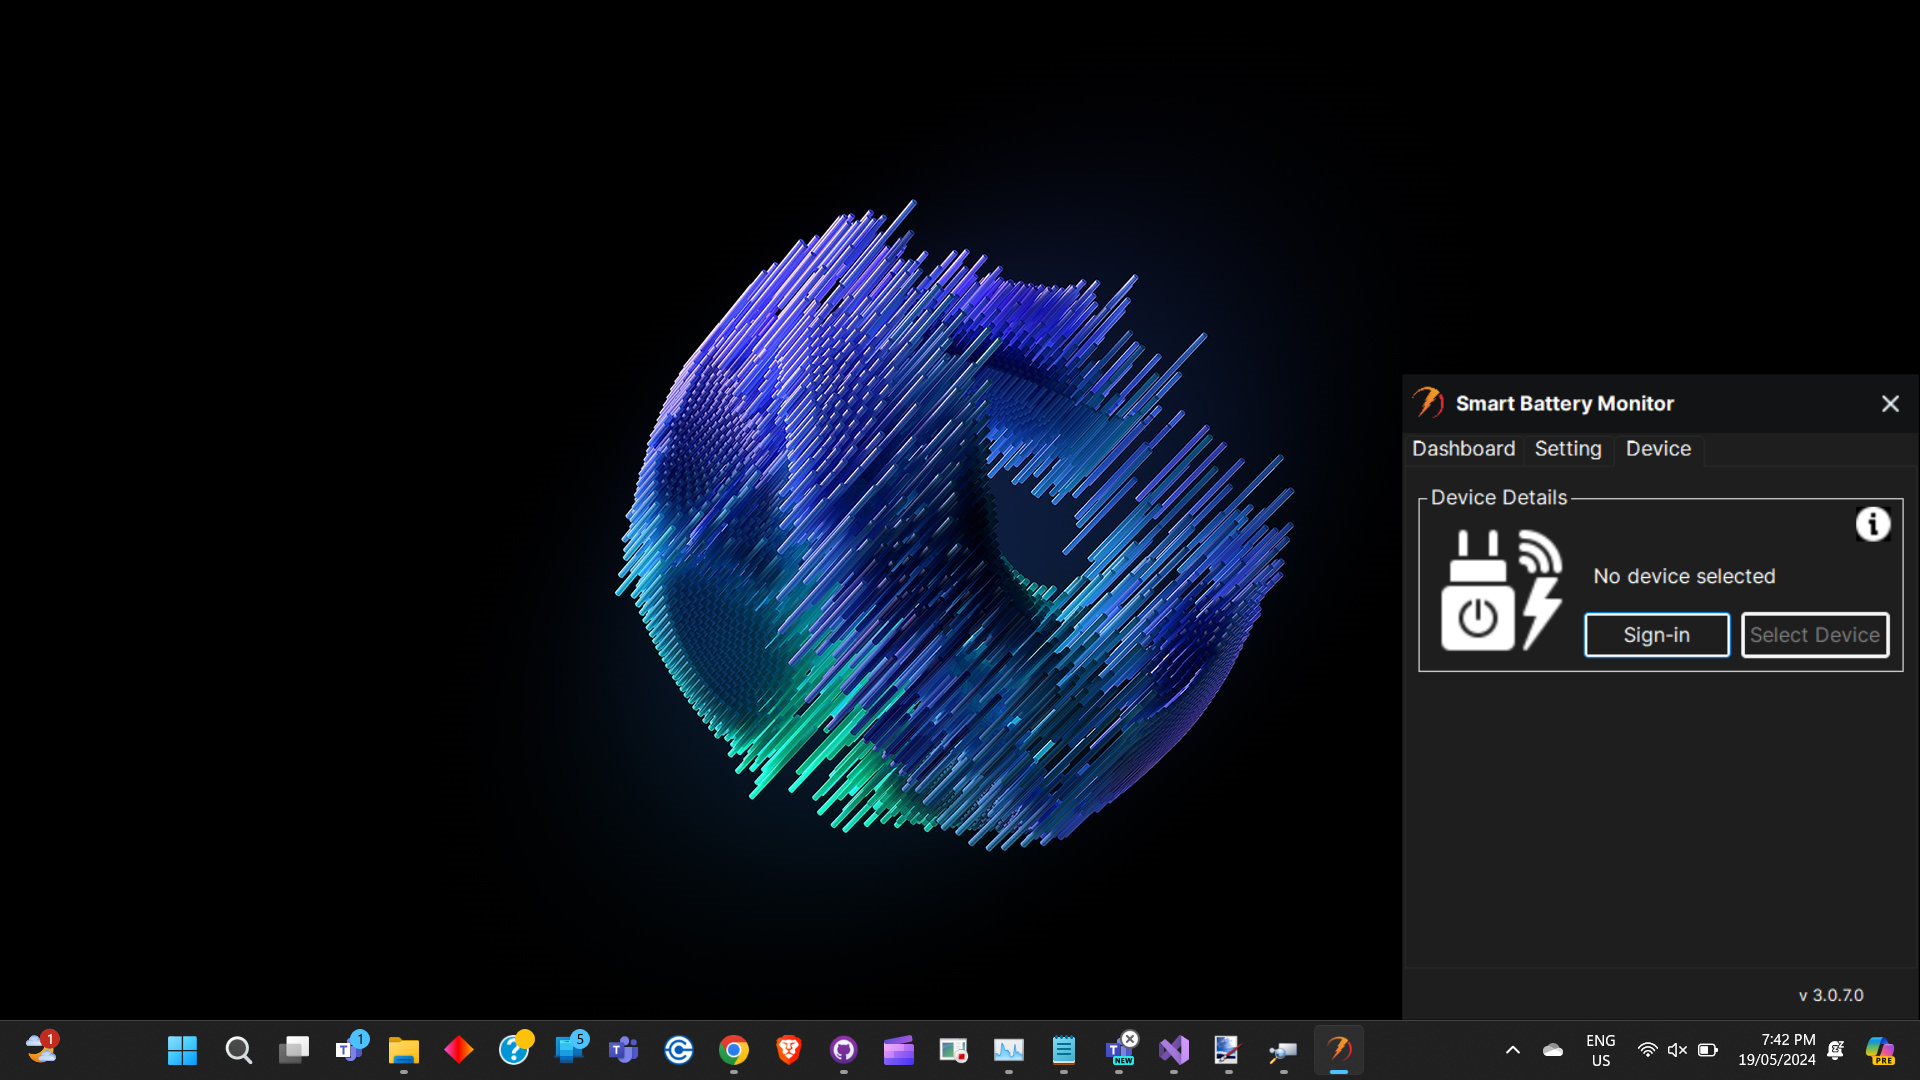 Smart Battery Monitor
Dashboard Setting Device
Device Details
No device selected
Sign-in Select Device
v 3.0.7.0
1
1
5
NEW
ENG
US
7:42 PM
19/05/2024
PRE